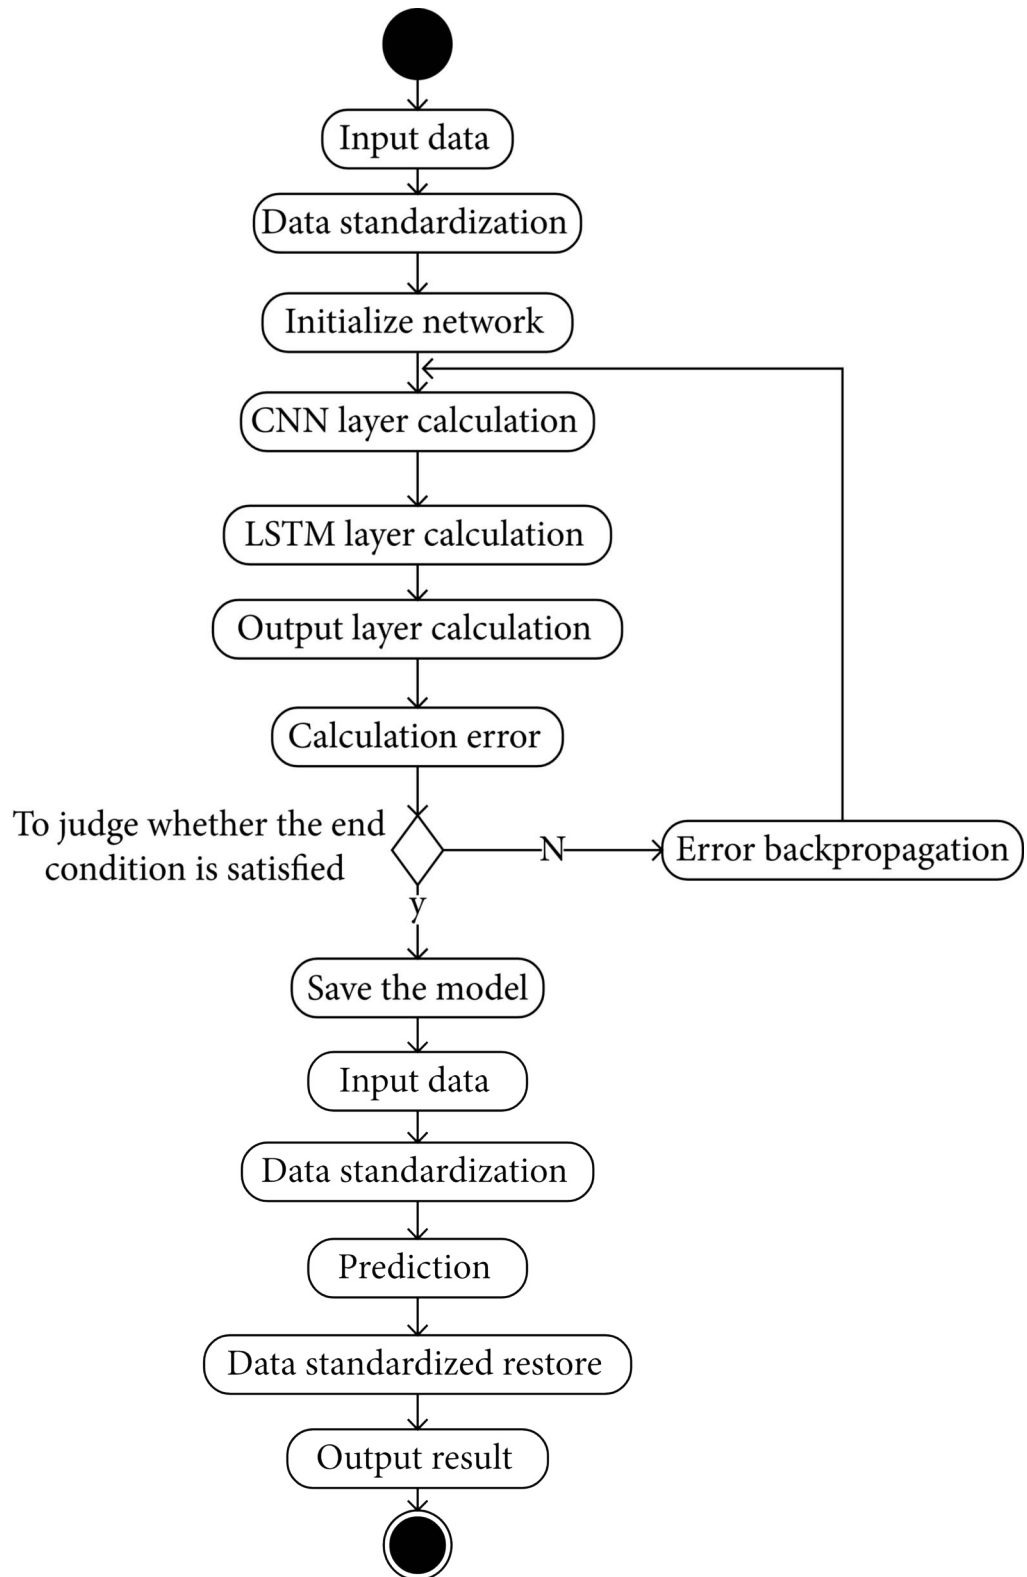 Input data
Data standardization
Initialize network
CNN layer calculation
LSTM layer calculation
Output layer calculation
Calculation error
To judge whether the end
condition is satisfied
N
Error backpropagation
y
Save the model
Input data
Data standardization
Prediction
Data standardized restore
Output result